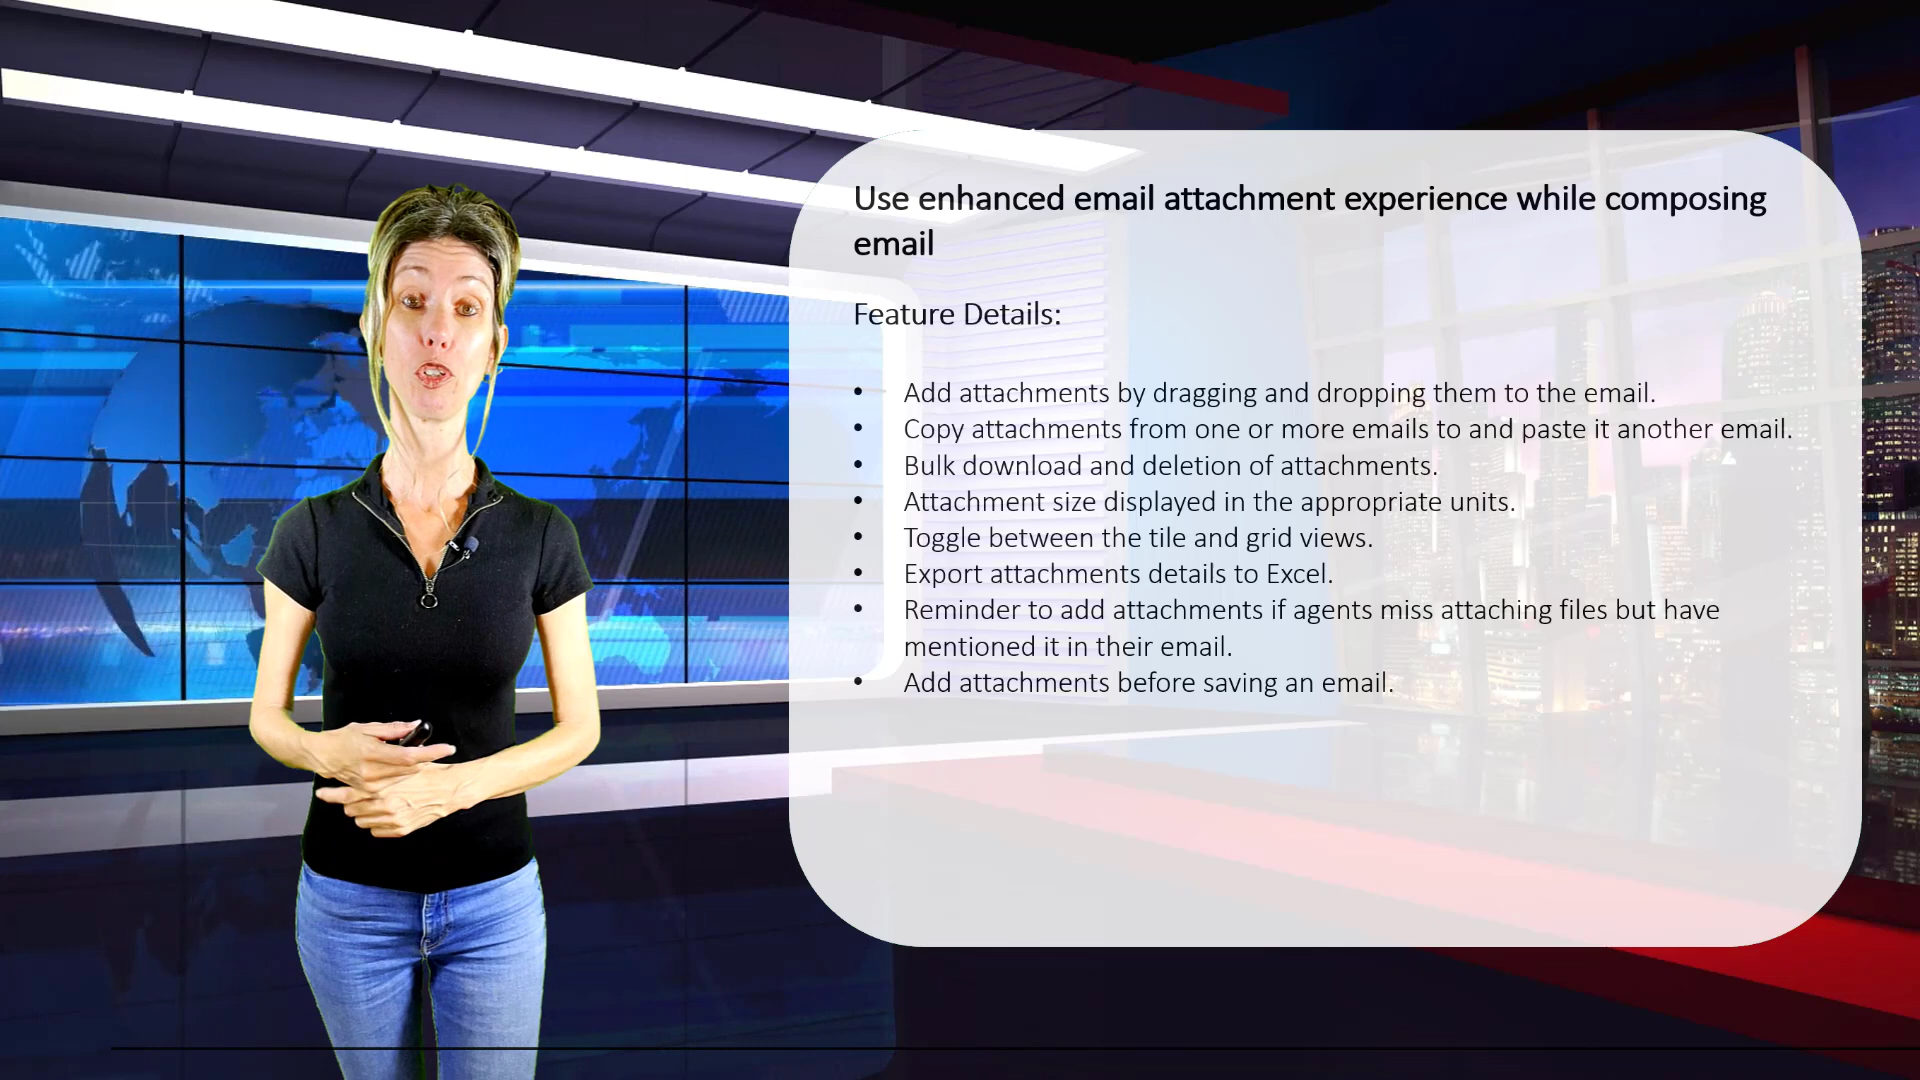 Use enhanced email attachment experience while composing
email
Feature Details:
• Add attachments by dragging and dropping them to the email.
• Copy attachments from one or more emails to and paste it another email.
• Bulk download and deletion of attachments.
• Attachment size displayed in the appropriate units.
• Toggle between the tile and grid views.
• Export attachments details to Excel.
• Reminder to add attachments if agents miss attaching files but have
mentioned it in their email.
• Add attachments before saving an email.